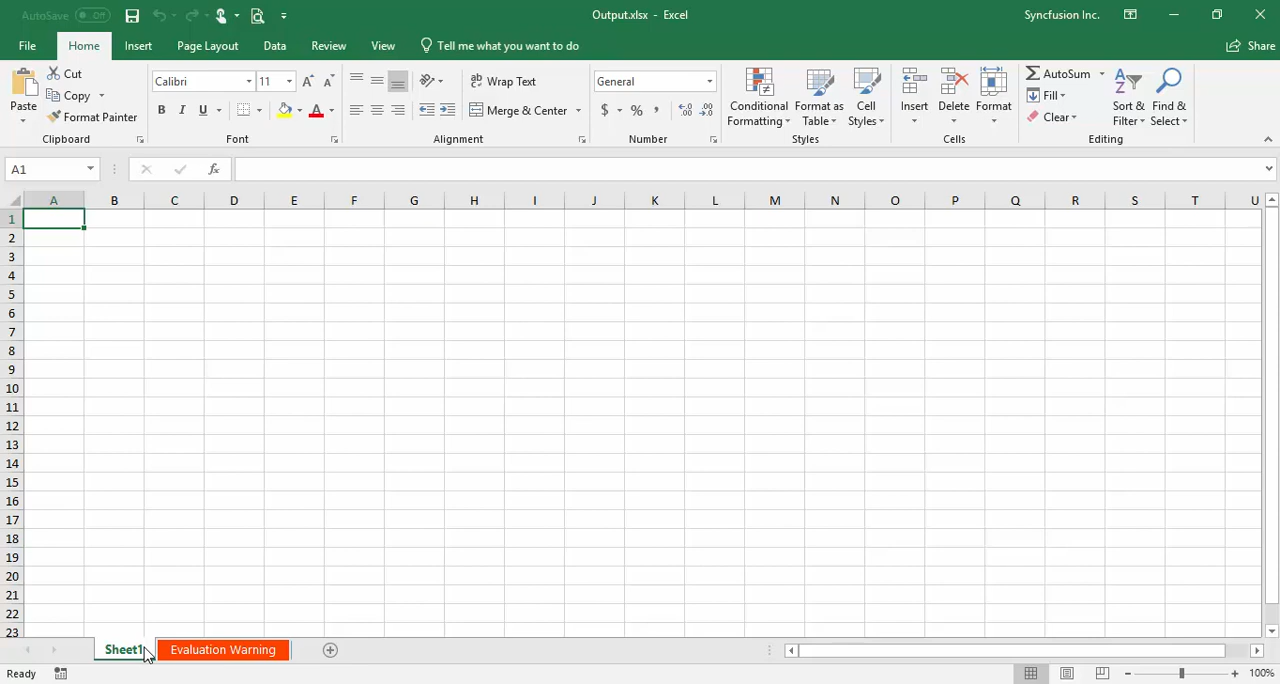 AutoSave Off
Output.xlsx - Excel
Syncfusion Inc.
File Home Insert Page Layout Data Review View Tell me what you want to do Share
Paste
Cut
Copy
Format Painter
Clipboard
Calibri 11
B I U
Font
Wrap Text
Merge & Center
Alignment
General
$ % ,
Number
Conditional Formatting
Format as Table
Cell Styles
Styles
Insert Delete Format
Cells
AutoSum
Fill
Clear
Sort & Filter
Find & Select
Editing
A1
fx
A B C D E F G H I J K L M N O P Q R S T U
1
2
3
4
5
6
7
8
9
10
11
12
13
14
15
16
17
18
19
20
21
22
23
Sheet1 Evaluation Warning
Ready
100%